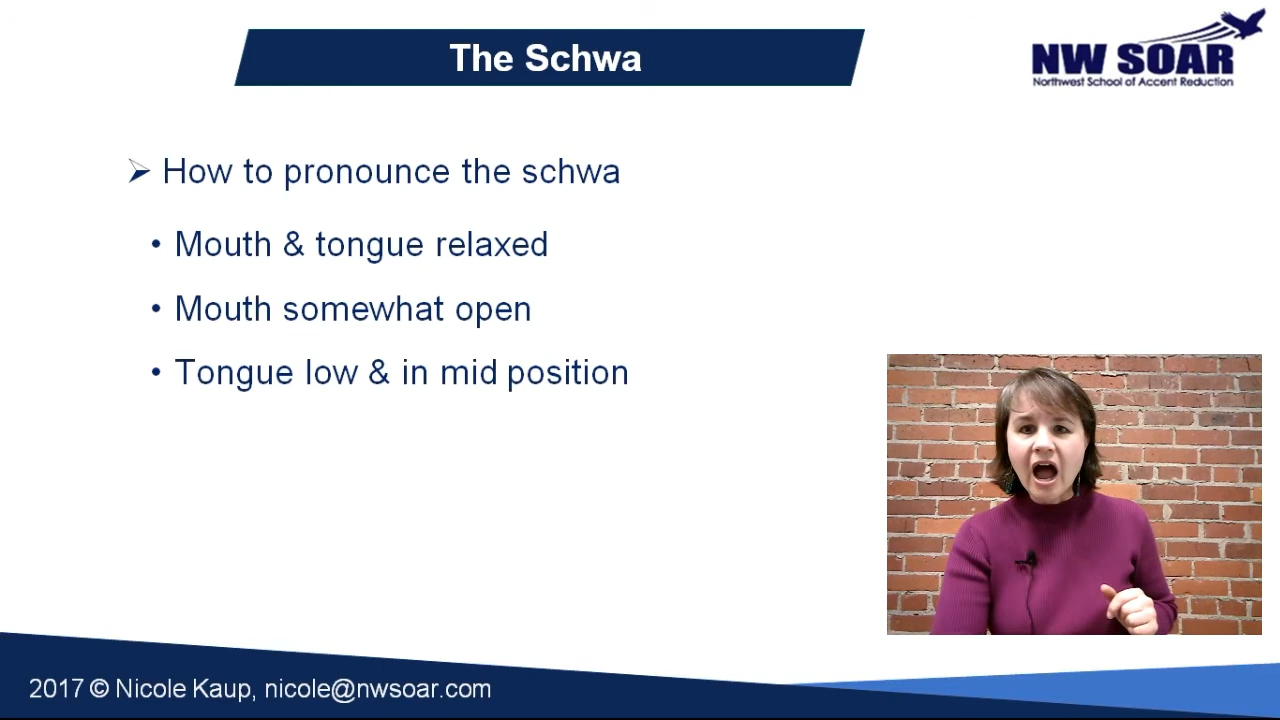 The Schwa
NW SOAR
Northwest School of Accent Reduction
➢ How to pronounce the schwa
• Mouth & tongue relaxed
• Mouth somewhat open
• Tongue low & in mid position
2017 © Nicole Kaup, nicole@nwsoar.com